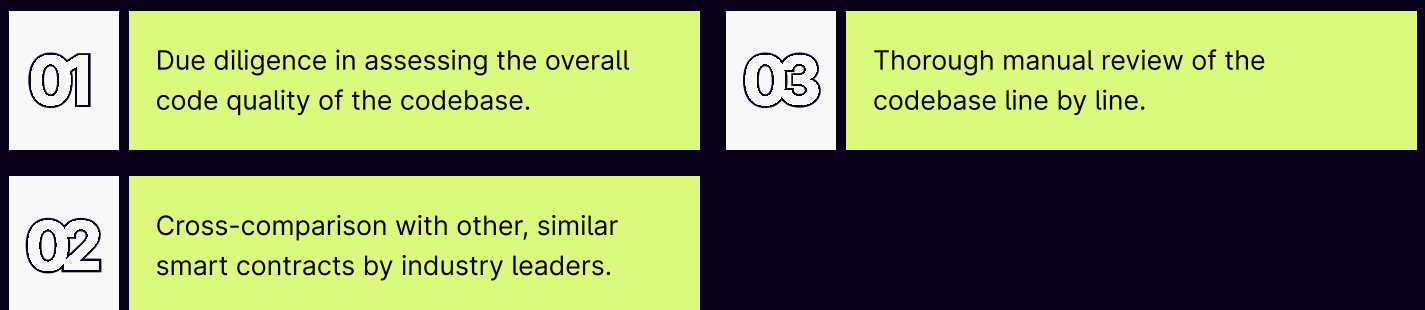 01
Due diligence in assessing the overall
code quality of the codebase.
02
Cross-comparison with other, similar
smart contracts by industry leaders.
03
Thorough manual review of the
codebase line by line.